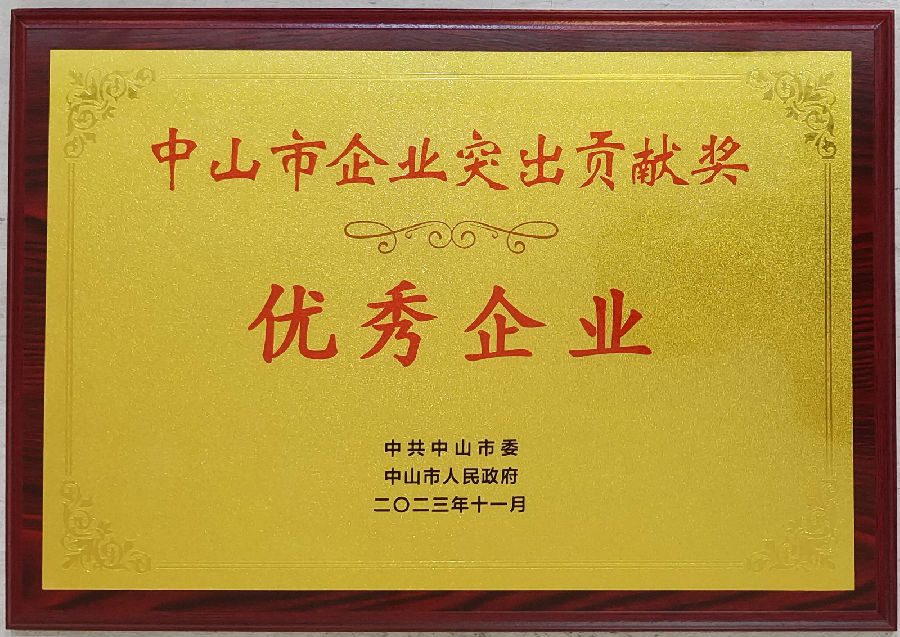 中山市企业突出贡献奖
优秀企业
中共中山市委
中山市人民政府
二〇二三年十一月